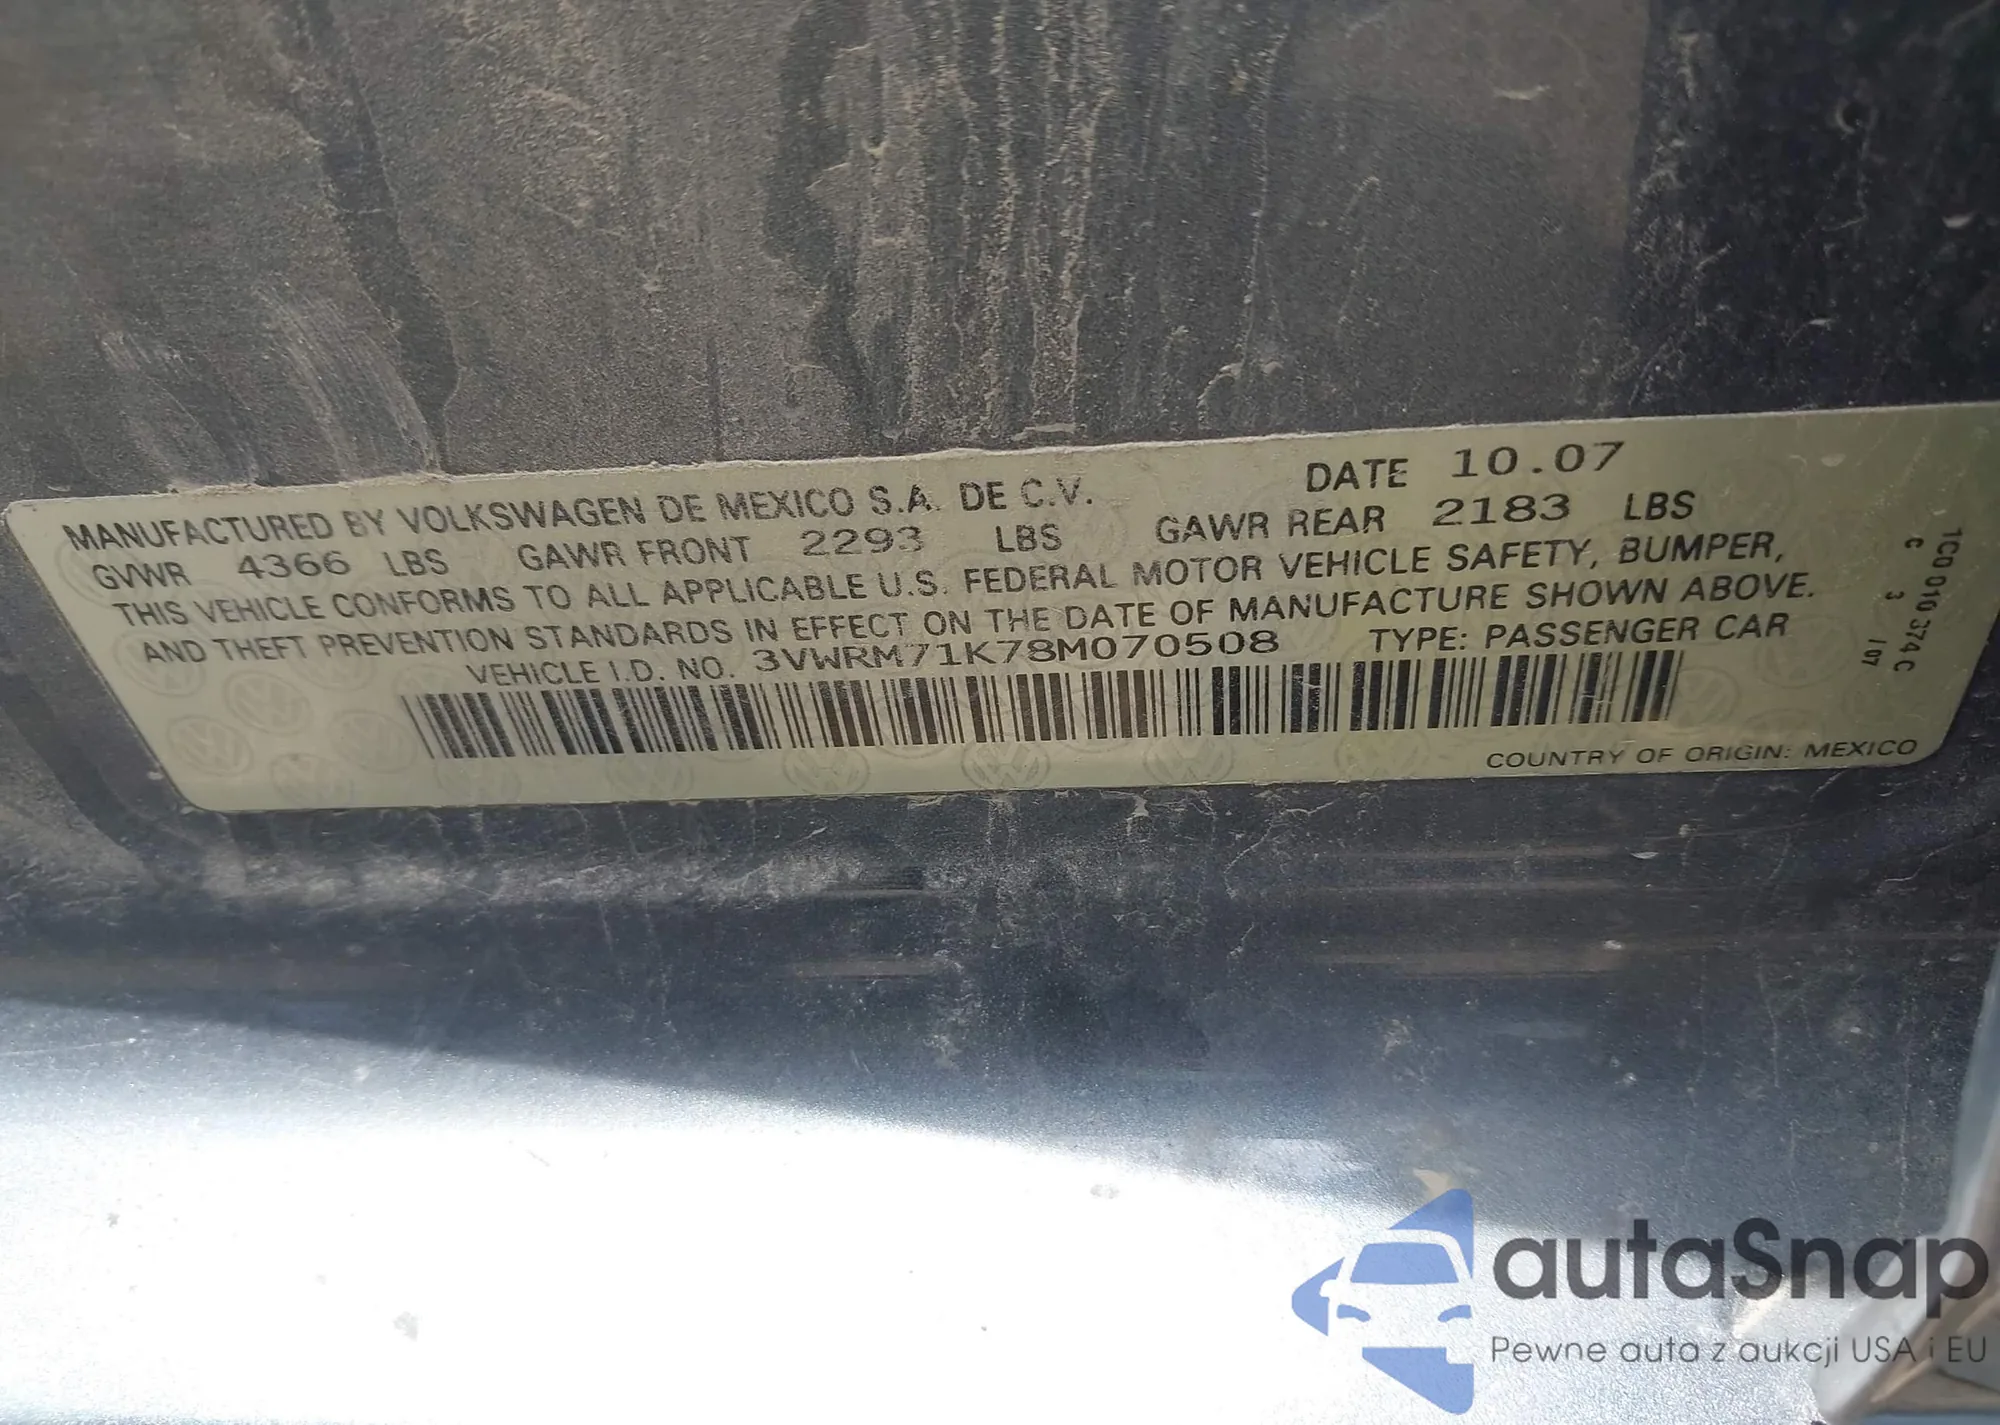 MANUFACTURED BY VOLKSWAGEN DE MEXICO S.A. DE C.V. DATE 10.07
GVWR 4366 LBS GAWR FRONT 2293 LBS GAWR REAR 2183 LBS
THIS VEHICLE CONFORMS TO ALL APPLICABLE U.S. FEDERAL MOTOR VEHICLE SAFETY, BUMPER,
AND THEFT PREVENTION STANDARDS IN EFFECT ON THE DATE OF MANUFACTURE SHOWN ABOVE.
VEHICLE I.D. NO. 3VWRM71K78M070508 TYPE: PASSENGER CAR
COUNTRY OF ORIGIN: MEXICO
1C0 010 374 C
C 3 1 07
autaSnap
Pewne auta z aukcji USA i EU